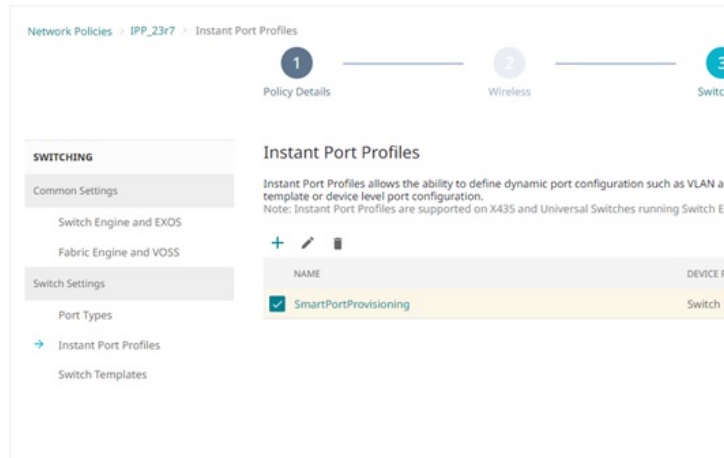 Network Policies > IPP_23r7 > Instant Port Profiles
1
2
3
Policy Details
Wireless
SWITCHING
Common Settings
Switch Engine and EXOS
Fabric Engine and VOSS
Switch Settings
Port Types
Instant Port Profiles
Switch Templates
Instant Port Profiles
Instant Port Profiles allows the ability to define dynamic port configuration such as VLAN a
template or device level port configuration.
Note: Instant Port Profiles are supported on X435 and Universal Switches running Switch E
NAME
DEVICE
SmartPortProvisioning
Switch